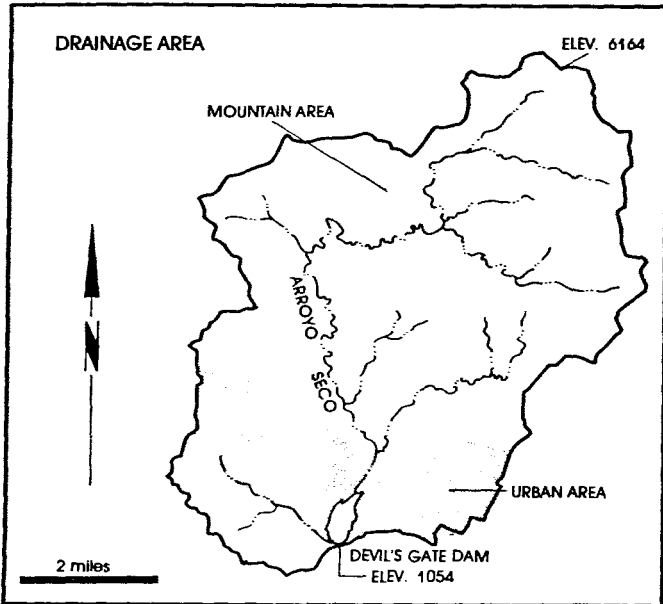 DRAINAGE AREA
ELEV. 6164
MOUNTAIN AREA
N
ARROYO
SECO
URBAN AREA
2 miles
DEVIL'S GATE DAM
ELEV. 1054